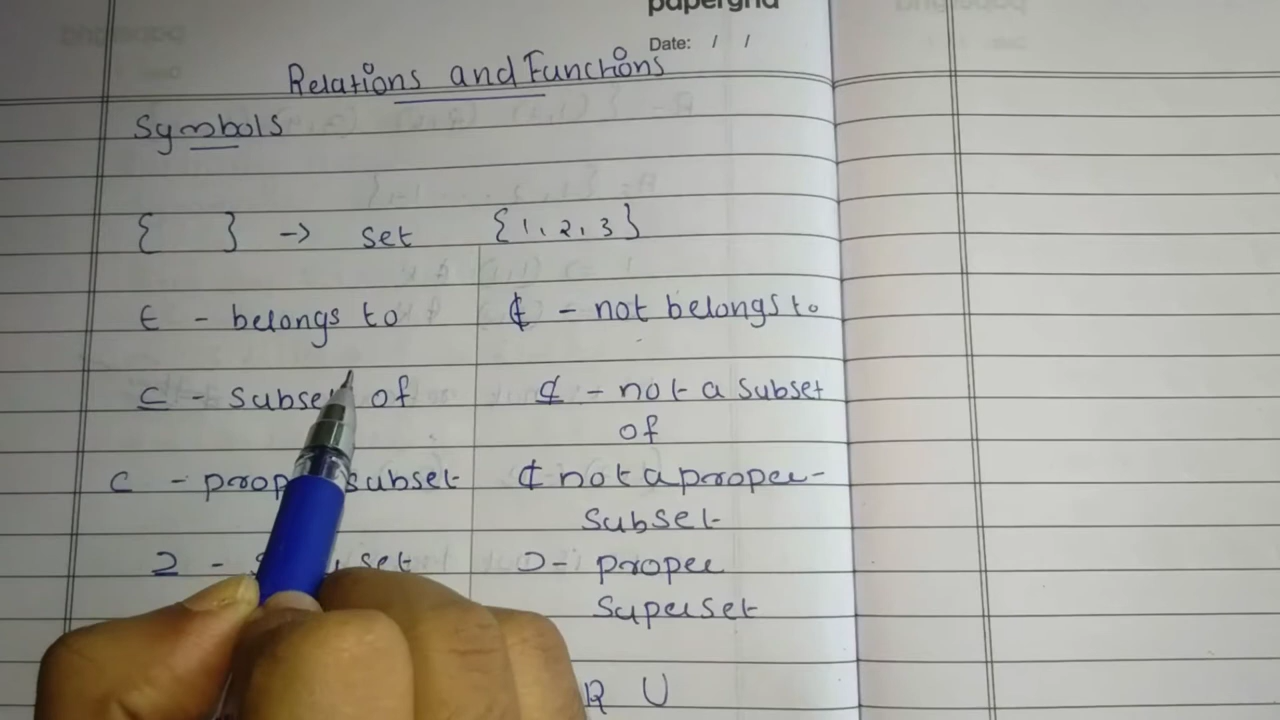 papergrid
Date: / /
Relations and Functions
Symbols
{ } -> set {1, 2, 3}
∈ - belongs to ∉ - not belongs to
⊆ - subset of ⊈ - not a subset
of
⊂ - proper subset ⊄ not a proper-
subset
⊇ - set ⊃ - proper
superset
R U